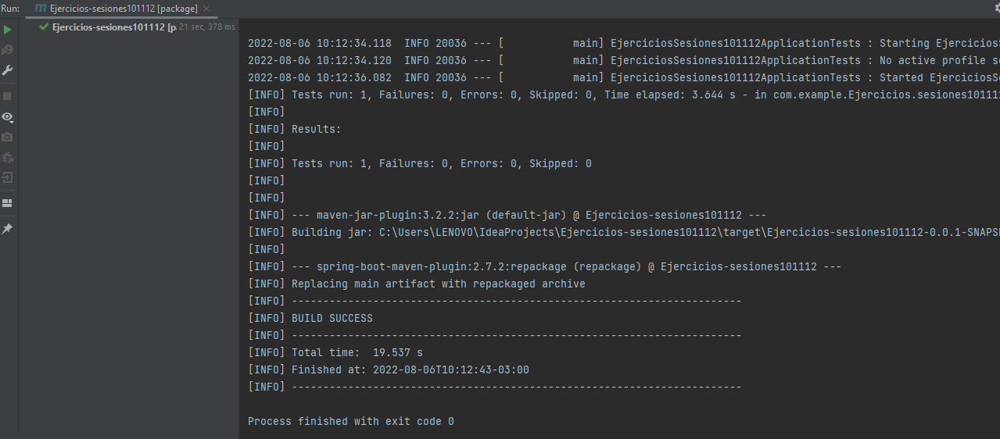 Run: Ejercicios-sesiones101112 [package]
Ejercicios-sesiones101112 [p 21 sec, 378 ms
2022-08-06 10:12:34.118  INFO 20036 --- [           main] EjerciciosSesiones101112ApplicationTests : Starting EjerciciosS
2022-08-06 10:12:34.120  INFO 20036 --- [           main] EjerciciosSesiones101112ApplicationTests : No active profile s
2022-08-06 10:12:36.082  INFO 20036 --- [           main] EjerciciosSesiones101112ApplicationTests : Started EjerciciosSe
[INFO] Tests run: 1, Failures: 0, Errors: 0, Skipped: 0, Time elapsed: 3.644 s - in com.example.Ejercicios.sesiones101112
[INFO]
[INFO] Results:
[INFO]
[INFO] Tests run: 1, Failures: 0, Errors: 0, Skipped: 0
[INFO]
[INFO]
[INFO] --- maven-jar-plugin:3.2.2:jar (default-jar) @ Ejercicios-sesiones101112 ---
[INFO] Building jar: C:\Users\LENOVO\IdeaProjects\Ejercicios-sesiones101112\target\Ejercicios-sesiones101112-0.0.1-SNAPS
[INFO]
[INFO] --- spring-boot-maven-plugin:2.7.2:repackage (repackage) @ Ejercicios-sesiones101112 ---
[INFO] Replacing main artifact with repackaged archive
[INFO] ------------------------------------------------------------------------
[INFO] BUILD SUCCESS
[INFO] ------------------------------------------------------------------------
[INFO] Total time:  19.537 s
[INFO] Finished at: 2022-08-06T10:12:43-03:00
[INFO] ------------------------------------------------------------------------
Process finished with exit code 0